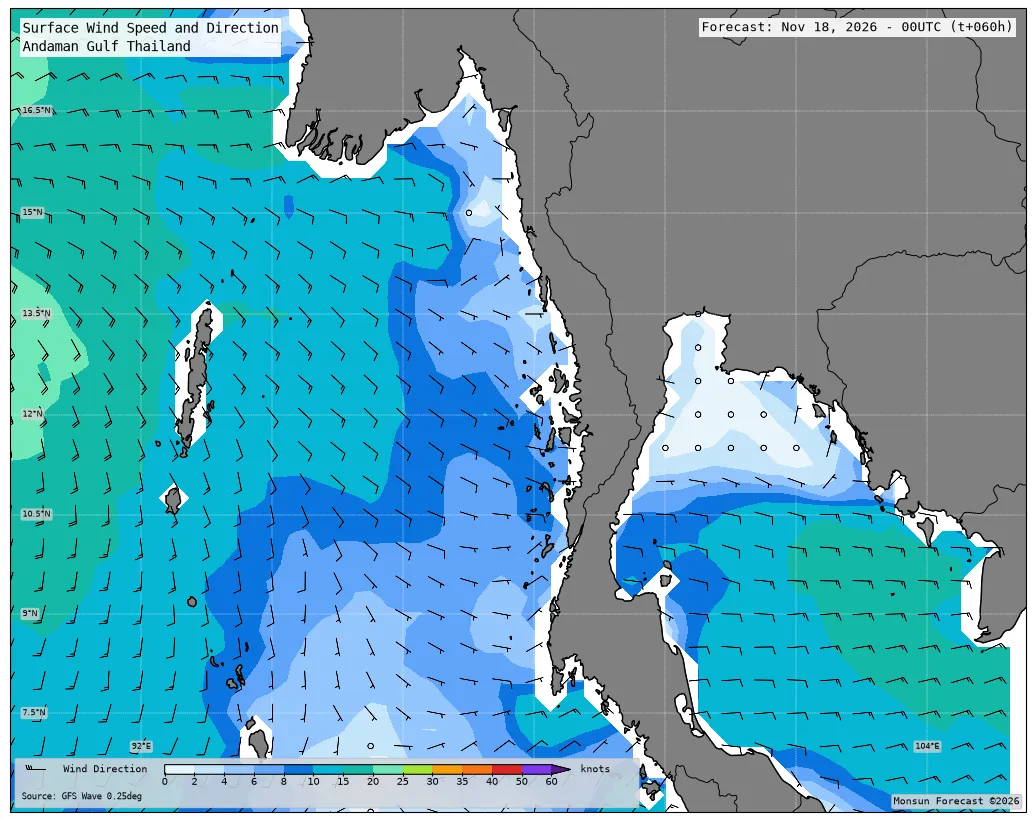 Surface Wind Speed and Direction
Andaman Gulf Thailand
Forecast: Nov 18, 2026 - 00UTC (t+060h)
16.5°N
15°N
13.5°N
12°N
10.5°N
9°N
7.5°N
92°E
104°E
Wind Direction
0 2 4 6 8 10 15 20 25 30 35 40 50 60
knots
Source: GFS Wave 0.25deg
Monsun Forecast ©2026